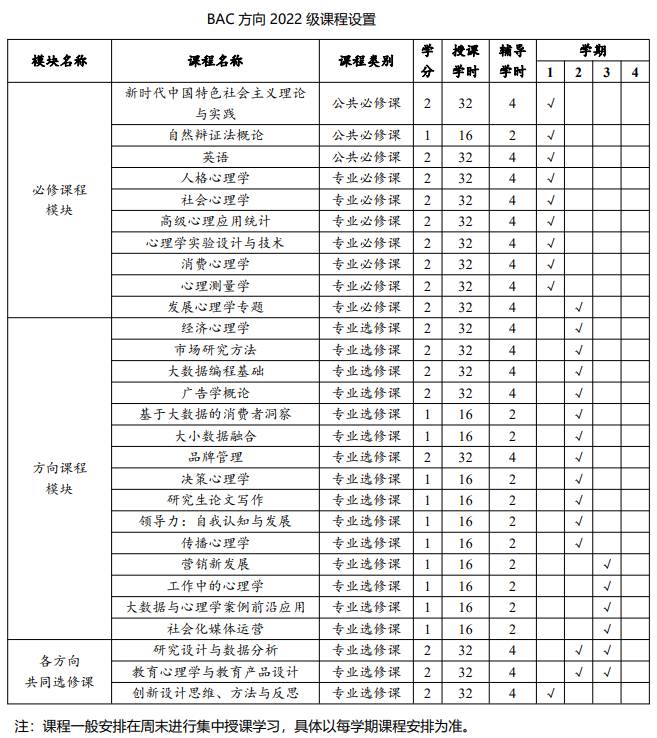 BAC 方向 2022 级课程设置
模块名称 课程名称 课程类别 学分 授课学时 辅导学时 学期
1 2 3 4
必修课程模块
新时代中国特色社会主义理论与实践 公共必修课 2 32 4 √
自然辩证法概论 公共必修课 1 16 2 √
英语 公共必修课 2 32 4 √
人格心理学 专业必修课 2 32 4 √
社会心理学 专业必修课 2 32 4 √
高级心理应用统计 专业必修课 2 32 4 √
心理学实验设计与技术 专业必修课 2 32 4 √
消费心理学 专业必修课 2 32 4 √
心理测量学 专业必修课 2 32 4 √
发展心理学专题 专业必修课 2 32 4 √
方向课程模块
经济心理学 专业选修课 2 32 4 √
市场研究方法 专业选修课 2 32 4 √
大数据编程基础 专业选修课 2 32 4 √
广告学概论 专业选修课 2 32 4 √
基于大数据的消费者洞察 专业选修课 1 16 2 √
大小数据融合 专业选修课 1 16 2 √
品牌管理 专业选修课 2 32 4 √
决策心理学 专业选修课 1 16 2 √
研究生论文写作 专业选修课 1 16 2 √
领导力：自我认知与发展 专业选修课 1 16 2 √
传播心理学 专业选修课 1 16 2 √
营销新发展 专业选修课 1 16 2 √
工作中的心理学 专业选修课 1 16 2 √
大数据与心理学案例前沿应用 专业选修课 1 16 2 √
社会化媒体运营 专业选修课 1 16 2 √
各方向共同选修课
研究设计与数据分析 专业选修课 2 32 4 √ √
教育心理学与教育产品设计 专业选修课 2 32 4 √ √
创新设计思维、方法与反思 专业选修课 2 32 4 √
注：课程一般安排在周末进行集中授课学习，具体以每学期课程安排为准。